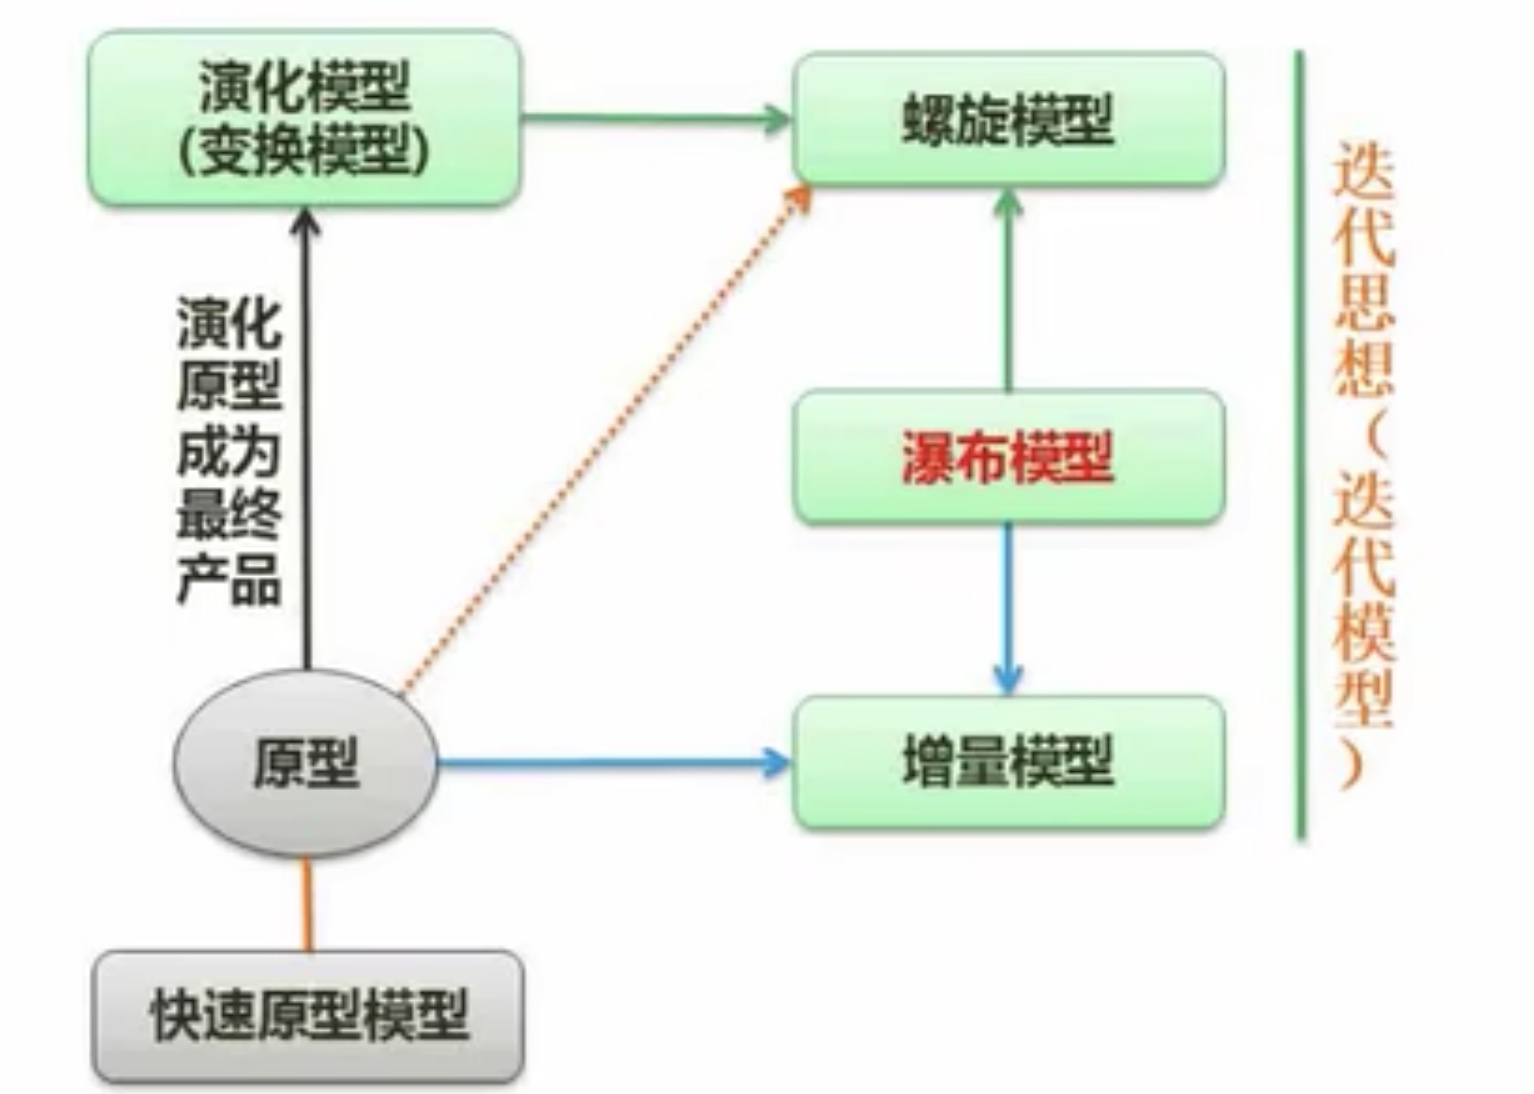 演化模型
(变换模型)
螺旋模型
演化
原型
成为
最终
产品
瀑布模型
原型
增量模型
快速原型模型
迭代思想（迭代模型）